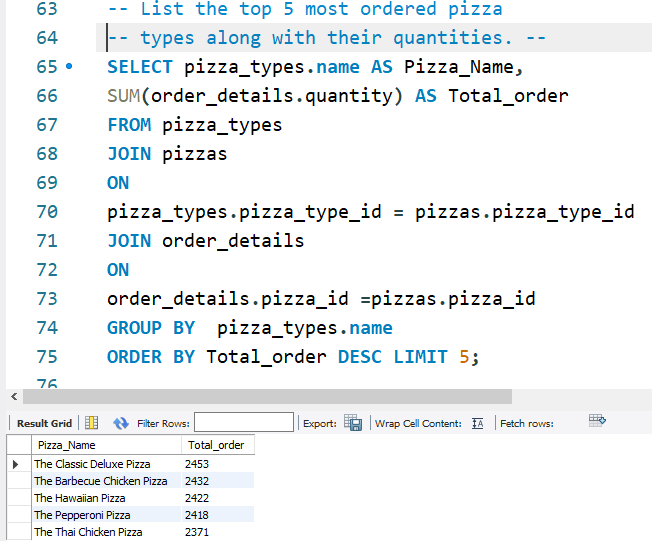 63 -- List the top 5 most ordered pizza
64 -- types along with their quantities. --
65 SELECT pizza_types.name AS Pizza_Name,
66 SUM(order_details.quantity) AS Total_order
67 FROM pizza_types
68 JOIN pizzas
69 ON
70 pizza_types.pizza_type_id = pizzas.pizza_type_id
71 JOIN order_details
72 ON
73 order_details.pizza_id =pizzas.pizza_id
74 GROUP BY  pizza_types.name
75 ORDER BY Total_order DESC LIMIT 5;
76
Result Grid Filter Rows: Export: Wrap Cell Content: IA Fetch rows:
Pizza_Name Total_order
The Classic Deluxe Pizza 2453
The Barbecue Chicken Pizza 2432
The Hawaiian Pizza 2422
The Pepperoni Pizza 2418
The Thai Chicken Pizza 2371